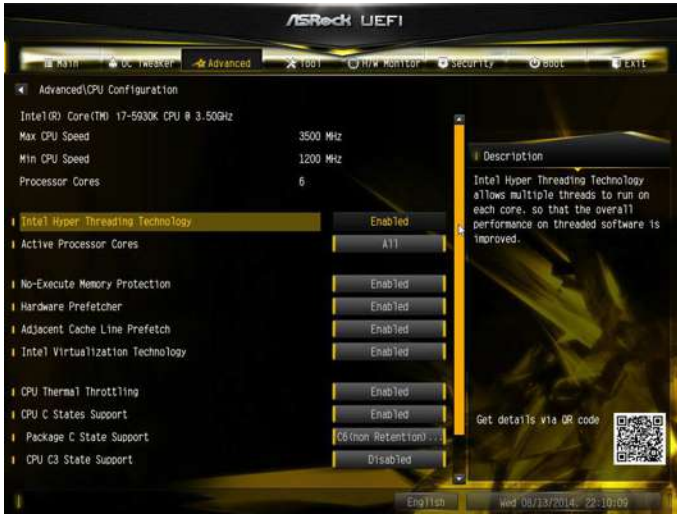 ASRock UEFI
Main OC Tweaker Advanced Tool H/W Monitor Security Boot Exit
Advanced\CPU Configuration
Intel(R) Core(TM) i7-5930K CPU @ 3.50GHz
Max CPU Speed 3500 MHz
Min CPU Speed 1200 MHz
Processor Cores 6
Intel Hyper Threading Technology Enabled
Active Processor Cores All
No-Execute Memory Protection Enabled
Hardware Prefetcher Enabled
Adjacent Cache Line Prefetch Enabled
Intel Virtualization Technology Enabled
CPU Thermal Throttling Enabled
CPU C States Support Enabled
Package C State Support C6(non Retention)...
CPU C3 State Support Disabled
Description
Intel Hyper Threading Technology
allows multiple threads to run on
each core. so that the overall
performance on threaded software is
improved.
Get details via QR code
English Wed 08/13/2014. 22:10:09